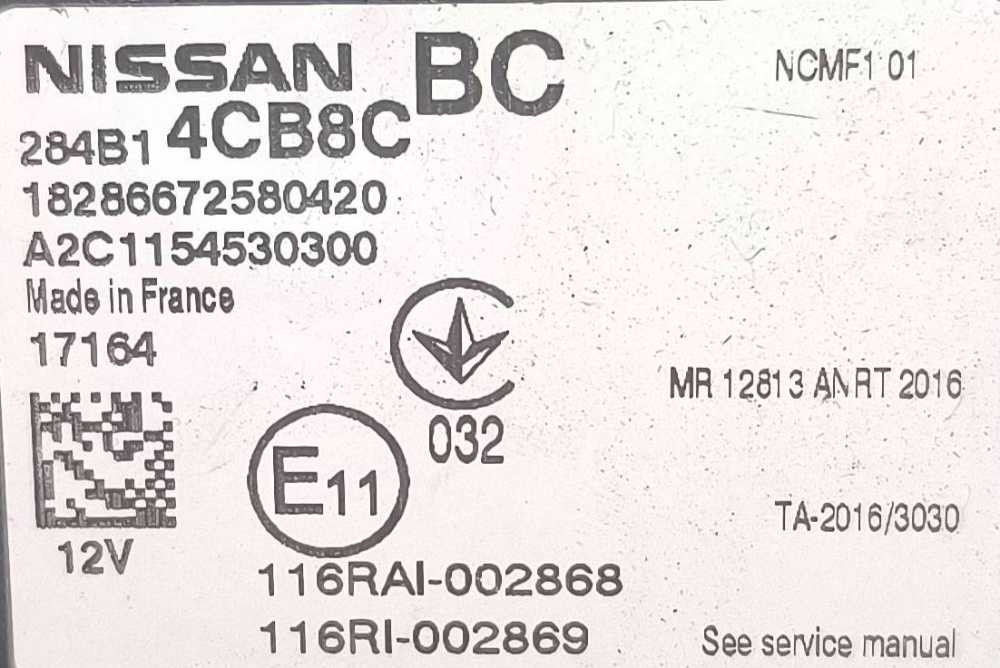 NISSAN BC
NCMF1 01
284B1 4CB8C
18286672580420
A2C1154530300
Made in France
17164
MR 12813 ANRT 2016
032
E11
TA-2016/3030
12V
116RAI-002868
116RI-002869
See service manual